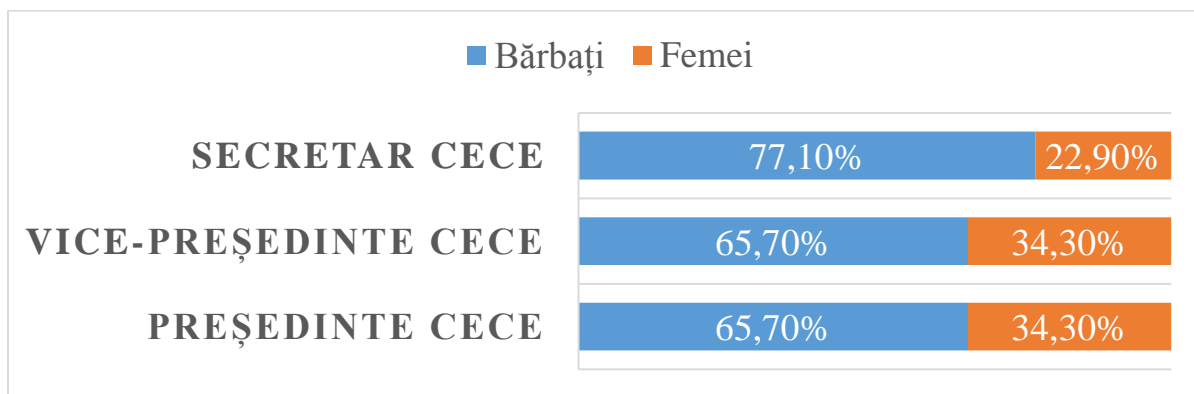 Bărbați Femei
SECRETAR CECE 77,10% 22,90%
VICE-PREȘEDINTE CECE 65,70% 34,30%
PREȘEDINTE CECE 65,70% 34,30%